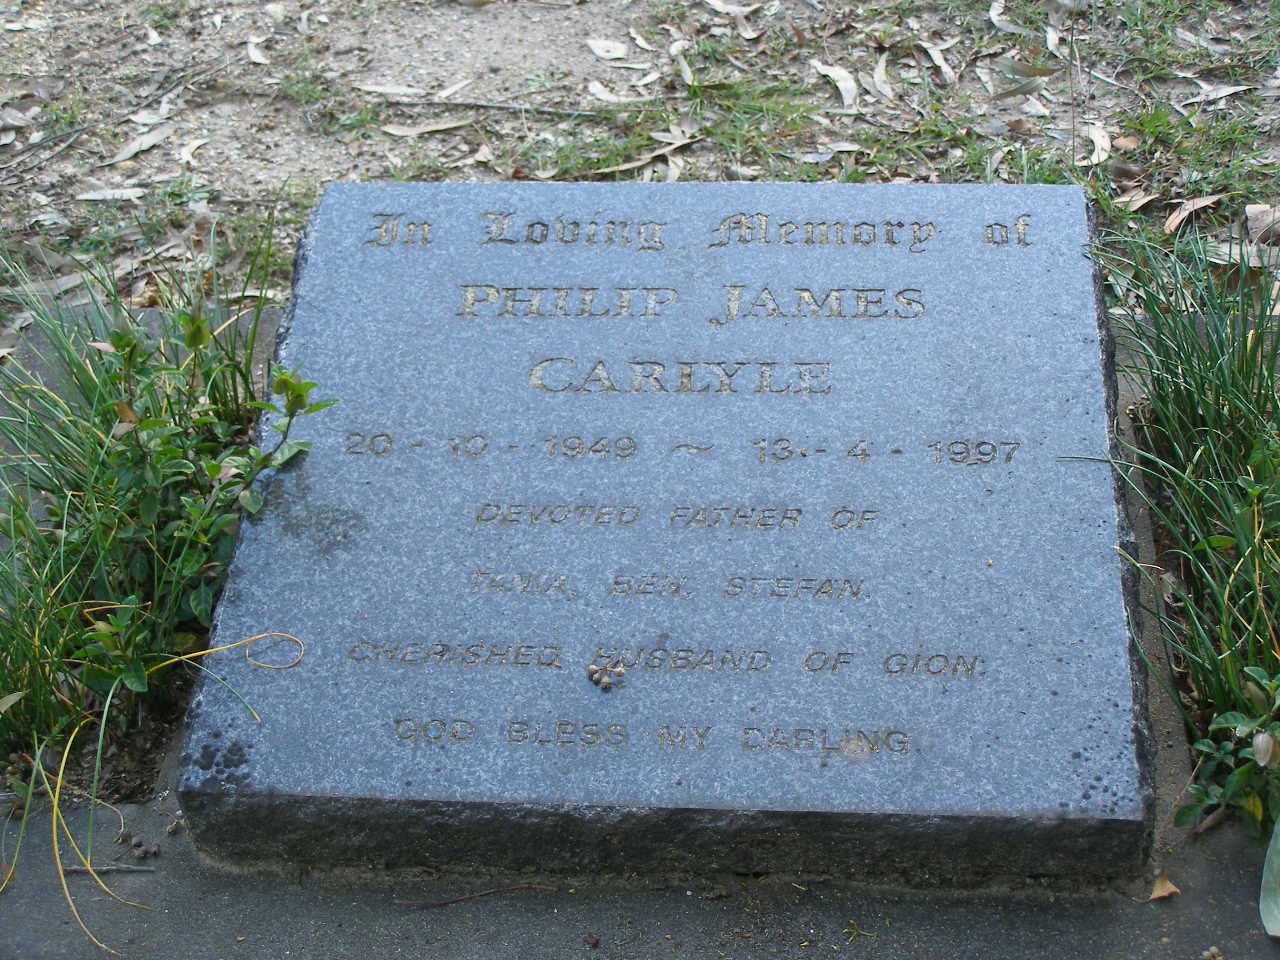 In Loving Memory of
PHILIP JAMES
CARLYLE
20 - 10 - 1949 ~ 13 - 4 - 1997
DEVOTED FATHER OF
TANIA, BEN, STEFAN.
CHERISHED HUSBAND OF GION.
GOD BLESS MY DARLING.